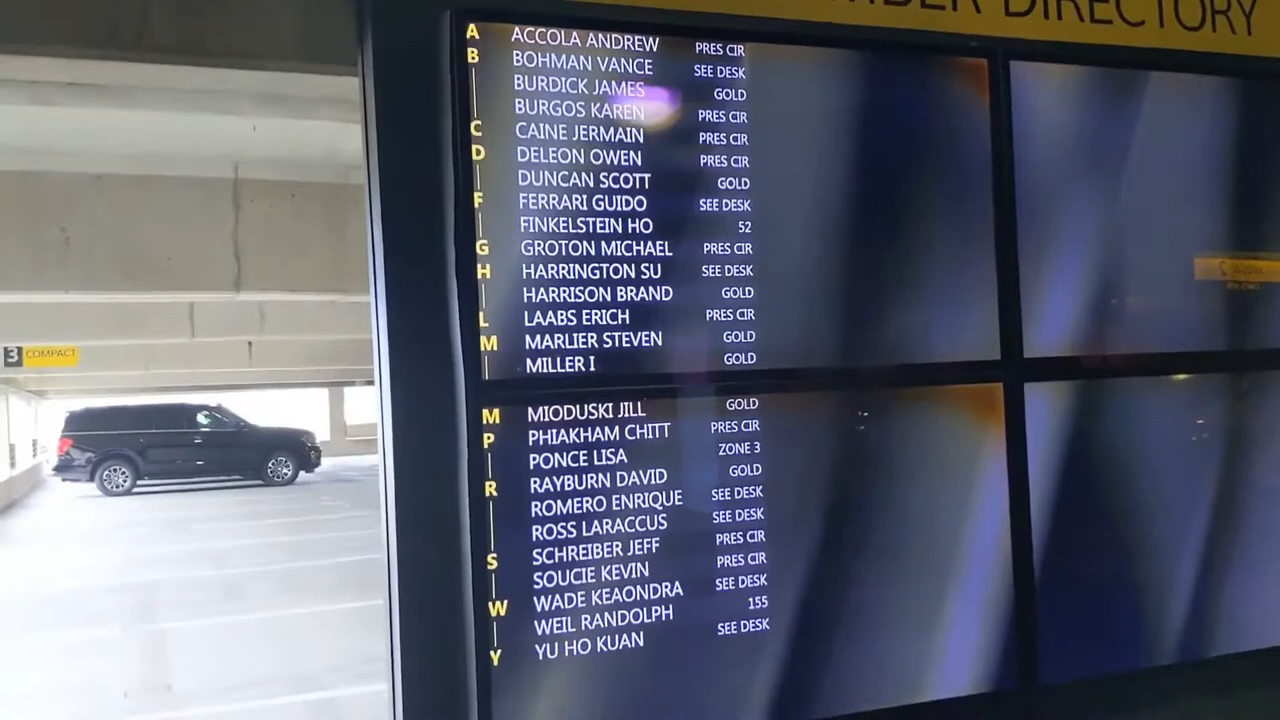 MBER DIRECTORY
A ACCOLA ANDREW PRES CIR
B BOHMAN VANCE SEE DESK
BURDICK JAMES GOLD
BURGOS KAREN PRES CIR
C CAINE JERMAIN PRES CIR
D DELEON OWEN PRES CIR
DUNCAN SCOTT GOLD
F FERRARI GUIDO SEE DESK
FINKELSTEIN HO 52
G GROTON MICHAEL PRES CIR
H HARRINGTON SU SEE DESK
HARRISON BRAND GOLD
L LAABS ERICH PRES CIR
M MARLIER STEVEN GOLD
MILLER I GOLD
M MIODUSKI JILL GOLD
P PHIAKHAM CHITT PRES CIR
PONCE LISA ZONE 3
R RAYBURN DAVID GOLD
ROMERO ENRIQUE SEE DESK
ROSS LARACCUS SEE DESK
S SCHREIBER JEFF PRES CIR
SOUCIE KEVIN PRES CIR
W WADE KEAONDRA SEE DESK
WEIL RANDOLPH 155
Y YU HO KUAN SEE DESK
3 COMPACT